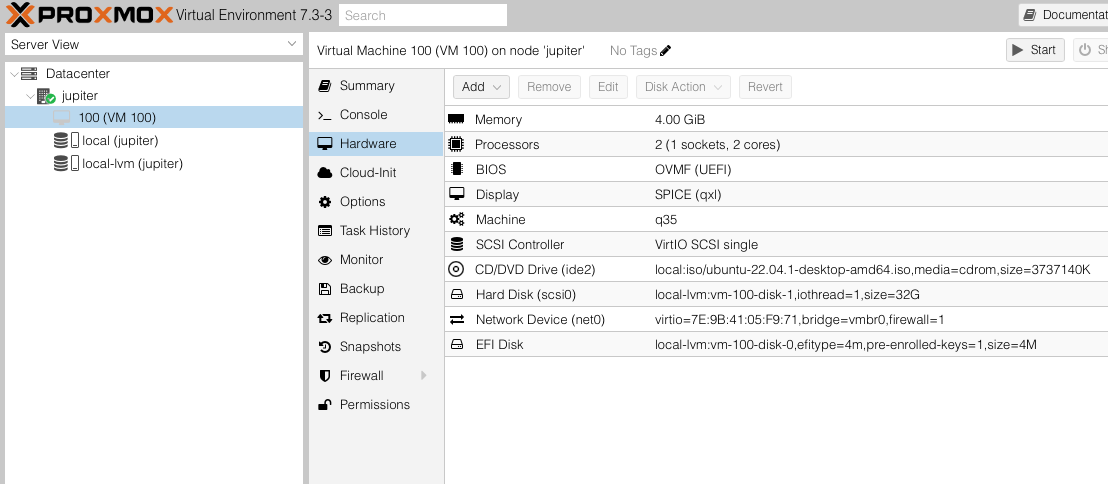 PROXMOX Virtual Environment 7.3-3 Search
Documentat
Server View
Datacenter
jupiter
100 (VM 100)
local (jupiter)
local-lvm (jupiter)
Virtual Machine 100 (VM 100) on node 'jupiter' No Tags
Start
Summary
Console
Hardware
Cloud-Init
Options
Task History
Monitor
Backup
Replication
Snapshots
Firewall
Permissions
Add Remove Edit Disk Action Revert
Memory 4.00 GiB
Processors 2 (1 sockets, 2 cores)
BIOS OVMF (UEFI)
Display SPICE (qxl)
Machine q35
SCSI Controller VirtIO SCSI single
CD/DVD Drive (ide2) local:iso/ubuntu-22.04.1-desktop-amd64.iso,media=cdrom,size=3737140K
Hard Disk (scsi0) local-lvm:vm-100-disk-1,iothread=1,size=32G
Network Device (net0) virtio=7E:9B:41:05:F9:71,bridge=vmbr0,firewall=1
EFI Disk local-lvm:vm-100-disk-0,efitype=4m,pre-enrolled-keys=1,size=4M